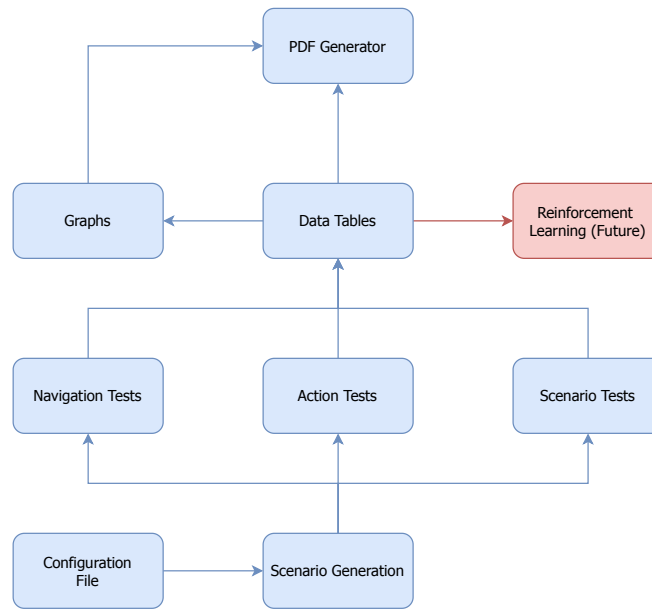 PDF Generator
Graphs
Data Tables
Reinforcement
Learning (Future)
Navigation Tests
Action Tests
Scenario Tests
Configuration
File
Scenario Generation